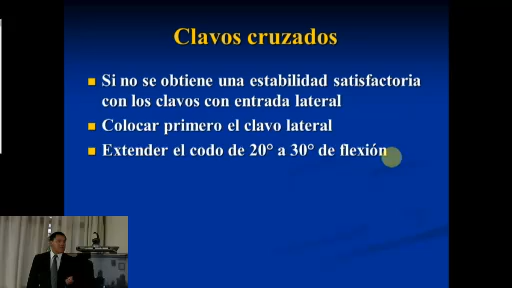 Clavos cruzados
Si no se obtiene una estabilidad satisfactoria
con los clavos con entrada lateral
Colocar primero el clavo lateral
Extender el codo de 20° a 30° de flexión